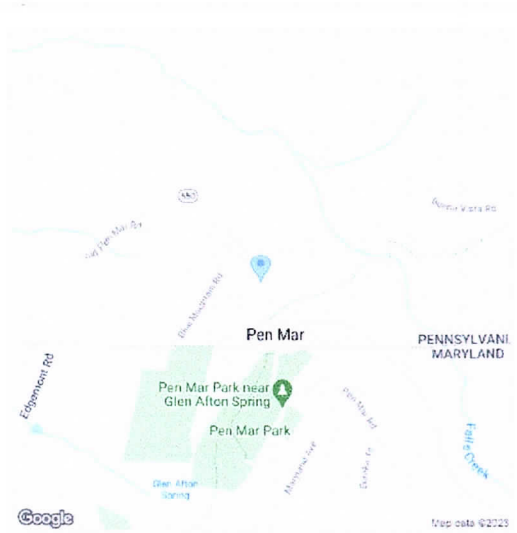 Buena Vista Rd
Old Pen Mar Rd
Blue Mountain Rd
Pen Mar
PENNSYLVANI
MARYLAND
Edgemont Rd
Pen Mar Park near
Glen Afton Spring
Pen Mar Park
Pen Mar Rd
Maryland Ave
Glen Afton
Spring
Falls Creek
Google
Map data ©2023